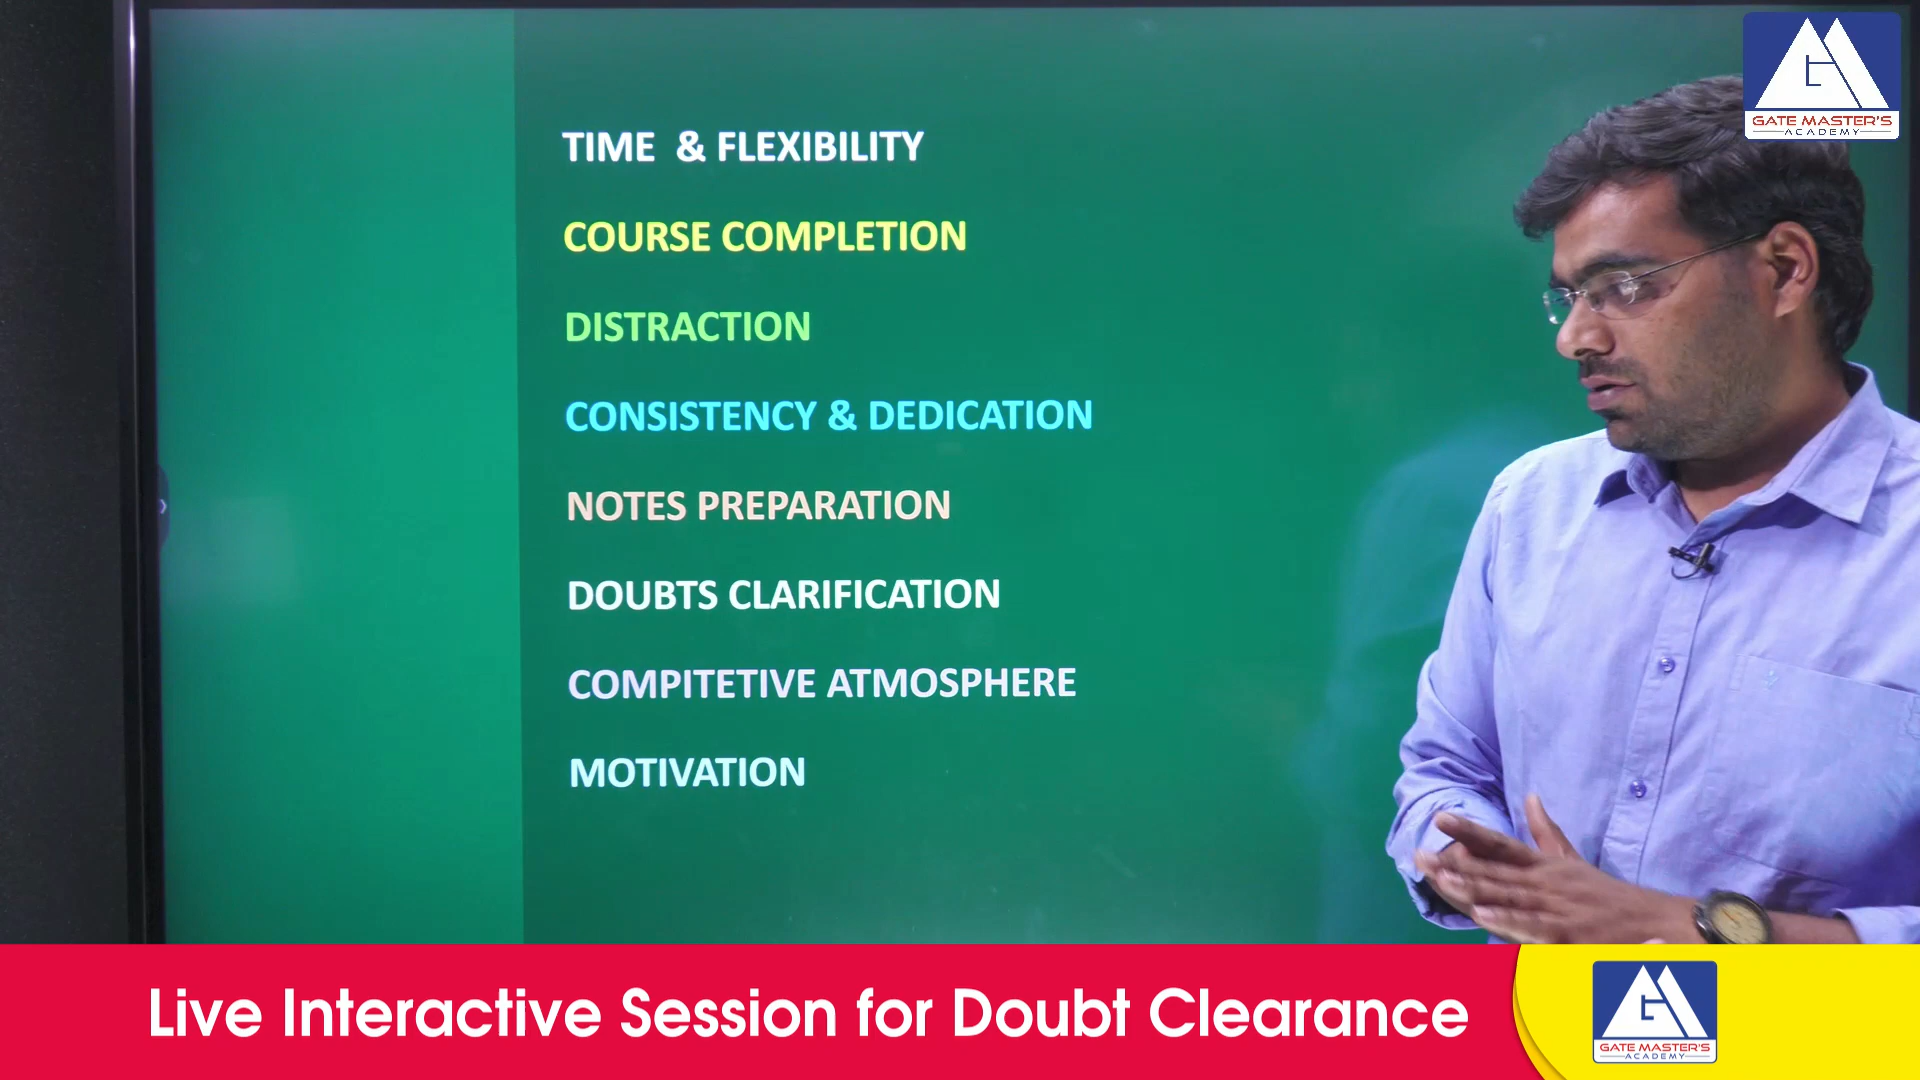 GATE MASTER'S
ACADEMY
TIME & FLEXIBILITY
COURSE COMPLETION
DISTRACTION
CONSISTENCY & DEDICATION
NOTES PREPARATION
DOUBTS CLARIFICATION
COMPITETIVE ATMOSPHERE
MOTIVATION
Live Interactive Session for Doubt Clearance
GATE MASTER'S
ACADEMY